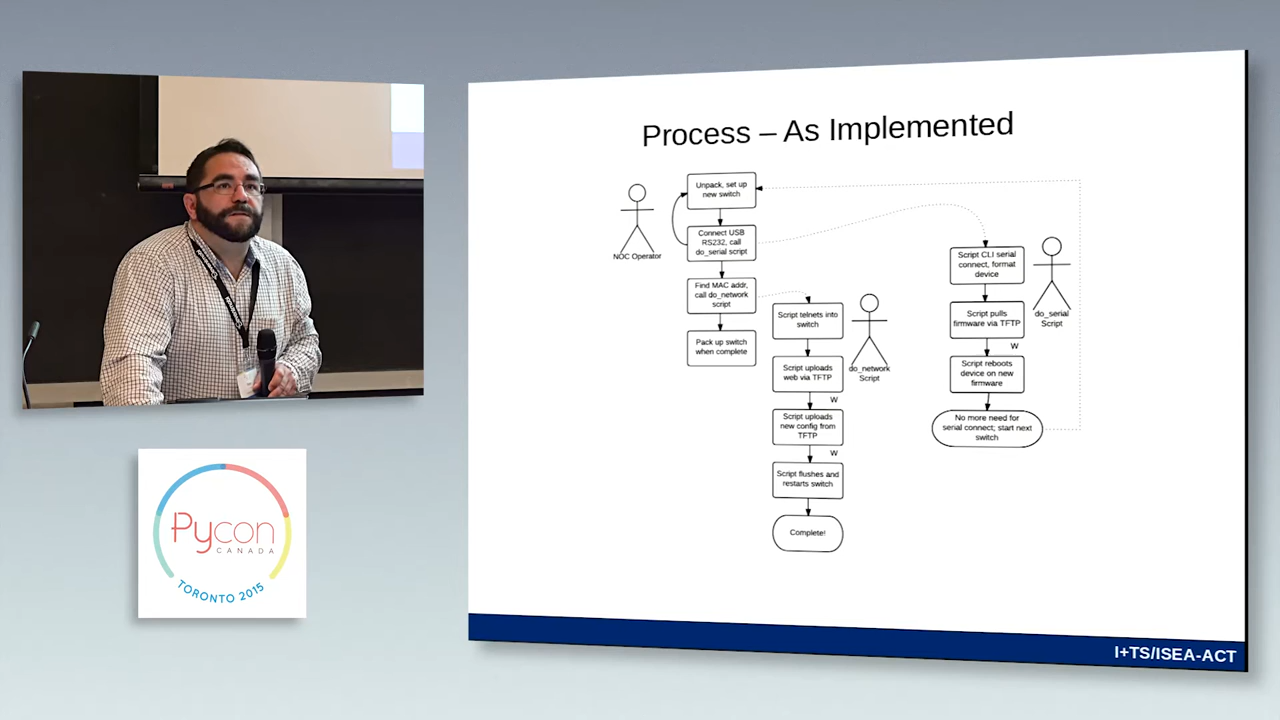 Process – As Implemented
NOC Operator
Unpack, set up
new switch
Connect USB
RS232, call
do_serial script
Find MAC addr,
call do_network
script
Pack up switch
when complete
Script telnets into
switch
Script uploads
web via TFTP
W
Script uploads
new config from
TFTP
W
Script flushes and
restarts switch
Complete!
do_network
Script
Script CLI serial
connect, format
device
Script pulls
firmware via TFTP
W
Script reboots
device on new
firmware
No more need for
serial connect; start next
switch
do_serial
Script
I+TS/ISEA-ACT
Pycon
CANADA
TORONTO 2015